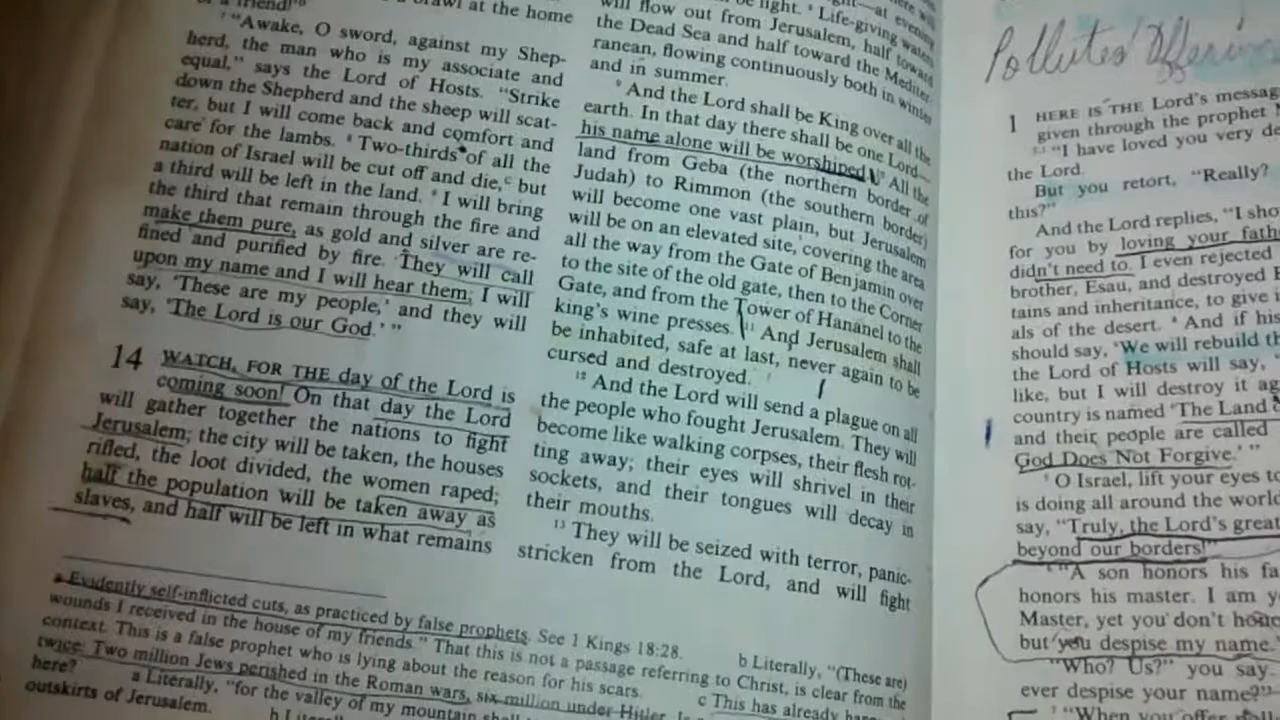 a brawl at the home
of a friend!"
7 "Awake, O sword, against my Shep-
herd, the man who is my associate and
equal," says the Lord of Hosts. "Strike
down the Shepherd and the sheep will scat-
ter, but I will come back and comfort and
care for the lambs. 8 Two-thirds of all the
nation of Israel will be cut off and die,c but
a third will be left in the land. 9 I will bring
the third that remain through the fire and
make them pure, as gold and silver are re-
fined and purified by fire. They will call
upon my name and I will hear them; I will
say, 'These are my people,' and they will
say, 'The Lord is our God.' "
14 WATCH, FOR THE day of the Lord is
coming soon! On that day the Lord
will gather together the nations to fight
Jerusalem; the city will be taken, the houses
rifled, the loot divided, the women raped;
half the population will be taken away as
slaves, and half will be left in what remains
will flow out from Jerusalem, half toward
the Dead Sea and half toward the Mediter-
ranean, flowing continuously both in winter
and in summer.
9 And the Lord shall be King over all the
earth. In that day there shall be one Lord—
his name alone will be worshiped. All the
land from Geba (the northern border of
Judah) to Rimmon (the southern border)
will become one vast plain, but Jerusalem
will be on an elevated site, covering the area
all the way from the Gate of Benjamin over
to the site of the old gate, then to the Corner
Gate, and from the Tower of Hananel to the
king's wine presses. 11 And Jerusalem shall
be inhabited, safe at last, never again to be
cursed and destroyed.
12 And the Lord will send a plague on all
the people who fought Jerusalem. They will
become like walking corpses, their flesh rot-
ting away; their eyes will shrivel in their
sockets, and their tongues will decay in
their mouths.
13 They will be seized with terror, panic-
stricken from the Lord, and will fight
a Evidently self-inflicted cuts, as practiced by false prophets. See 1 Kings 18:28. b Literally, "(These are)
wounds I received in the house of my friends." That this is not a passage referring to Christ, is clear from the
context. This is a false prophet who is lying about the reason for his scars. c This has already
twice. Two million Jews perished in the Roman wars, six million under Hitler.
here? a Literally, "for the valley of my mountain shall
outskirts of Jerusalem.
Polluted
1 HERE IS THE Lord's
given through the prophet
"I have loved you very
the Lord.
But you retort, "Really?
this?"
And the Lord replies, "I
for you by loving your
didn't need to. I even rejected
brother, Esau, and destroyed
tains and inheritance, to give
als of the desert. 4 And if his
should say, 'We will rebuild
the Lord of Hosts will say,
like, but I will destroy it
country is named 'The Land
and their people are called
God Does Not Forgive.' "
5 O Israel, lift your eyes to
is doing all around the
say, "Truly, the Lord's great
beyond our borders!"
"A son honors his
honors his master. I am
Master, yet you don't
but you despise my name.
"Who? Us?" you say.
ever despise your name?"
7 "When you offer